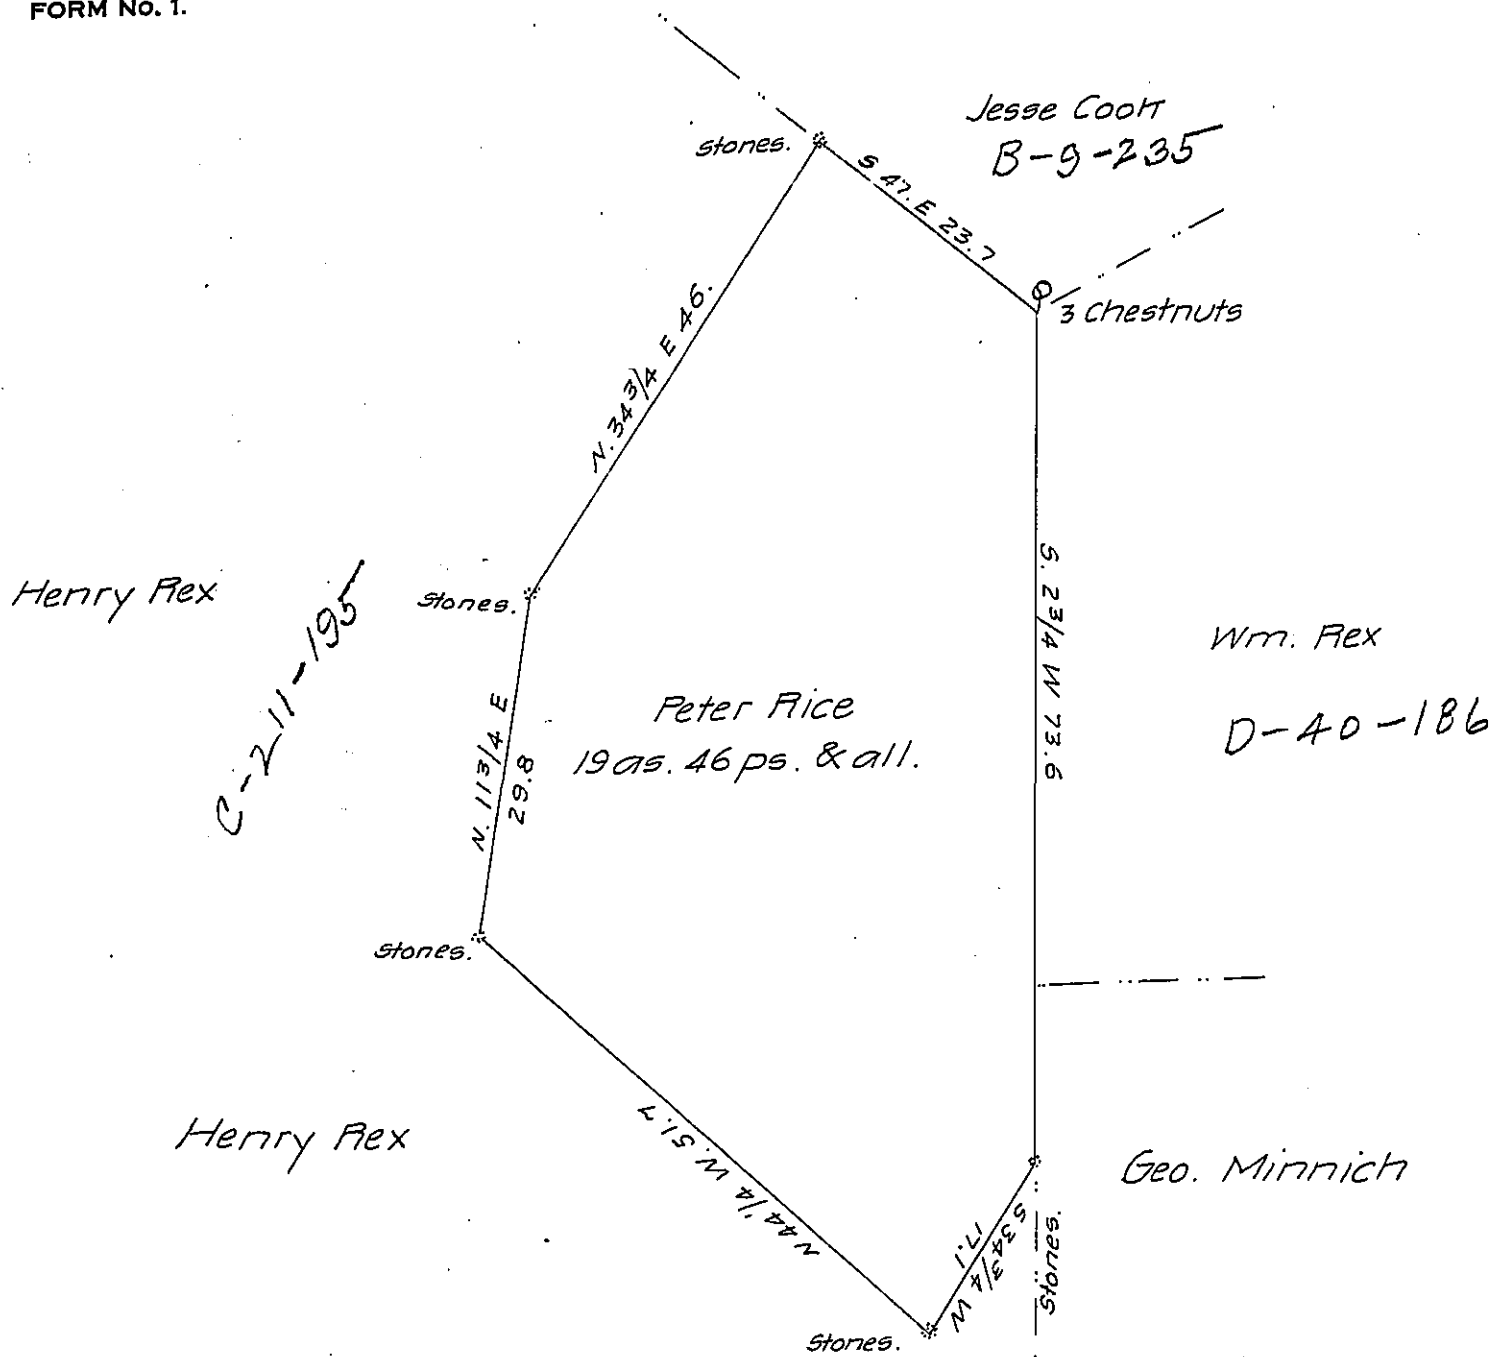 FORM No. 1.
Jesse Cook
B-9-235
stones.
S 47. E 23.7
3 Chestnuts
N. 34 3/4 E 46.
Henry Rex
C-211-195
stones.
S. 2 3/4 W 73.6
Wm. Rex
D-40-186
Peter Rice
19 as. 46 ps. & all.
N. 11 3/4 E
29.8
stones.
Henry Rex
N 44 1/4 W. 51.7
Geo. Minnich
S 34 3/4 W
17.1
stones.
stones.